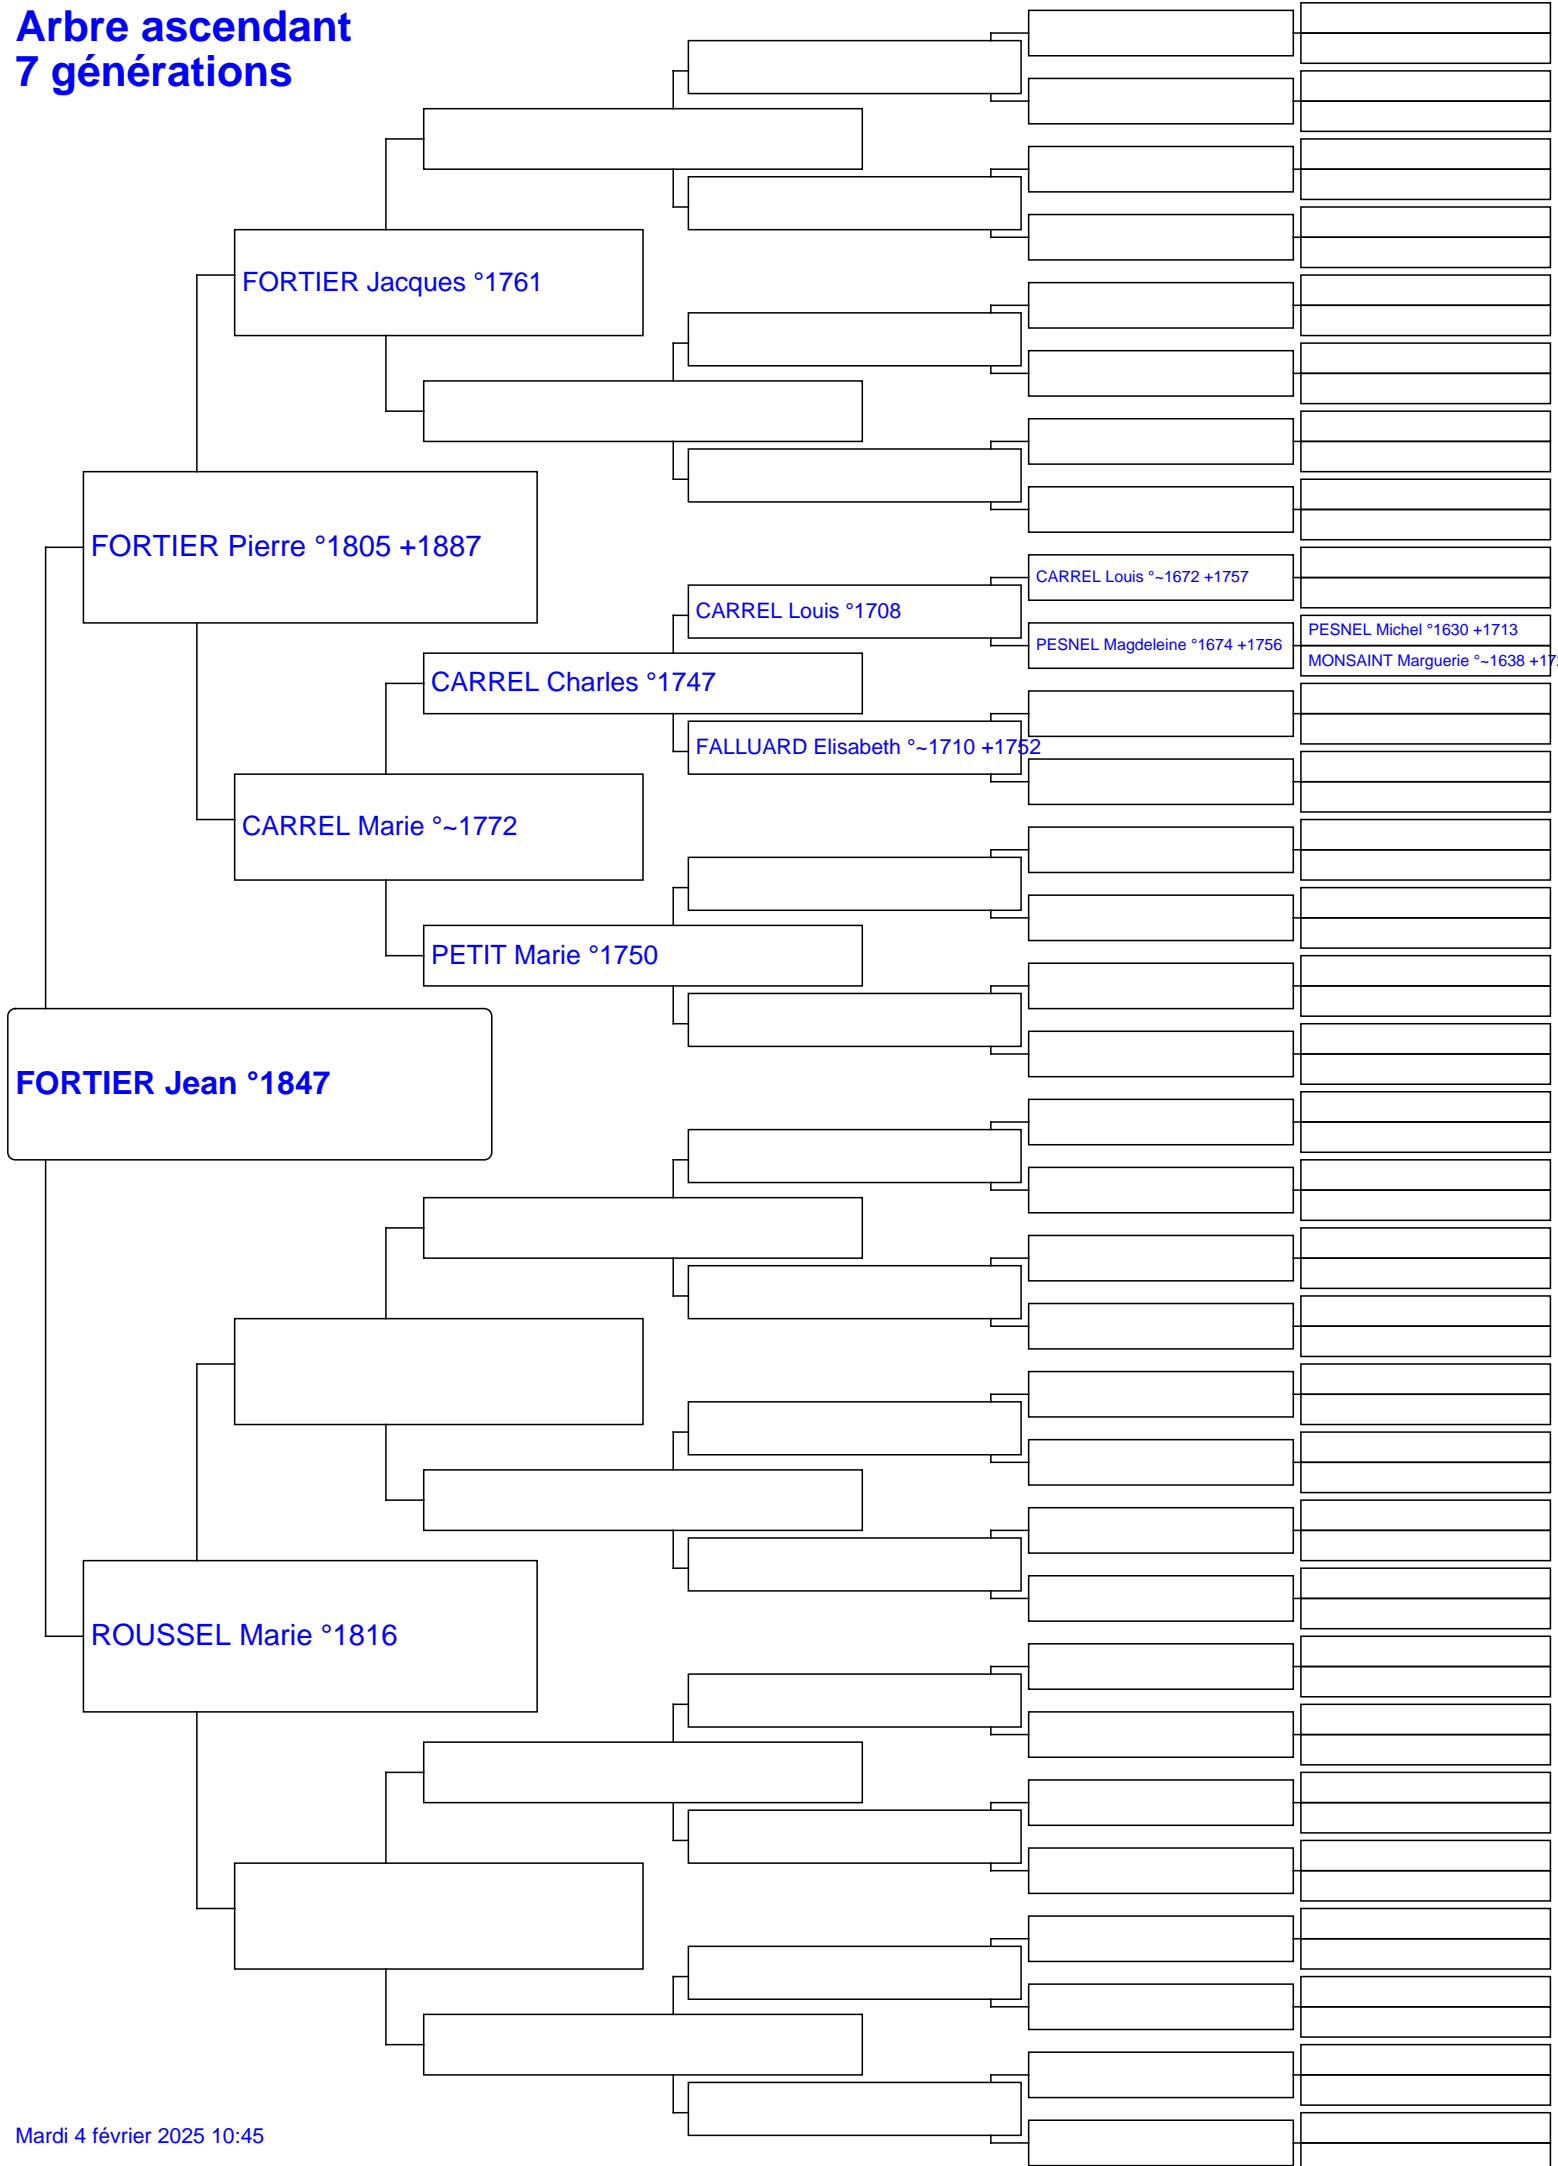 Arbre ascendant
7 générations
FORTIER Jacques °1761
FORTIER Pierre °1805 +1887
CARREL Louis °~1672 +1757
CARREL Louis °1708
PESNEL Michel °1630 +1713
PESNEL Magdeleine °1674 +1756
MONSAINT Marguerie °~1638 +17
CARREL Charles °1747
FALLUARD Elisabeth °~1710 +1752
CARREL Marie °~1772
PETIT Marie °1750
FORTIER Jean °1847
ROUSSEL Marie °1816
Mardi 4 février 2025 10:45